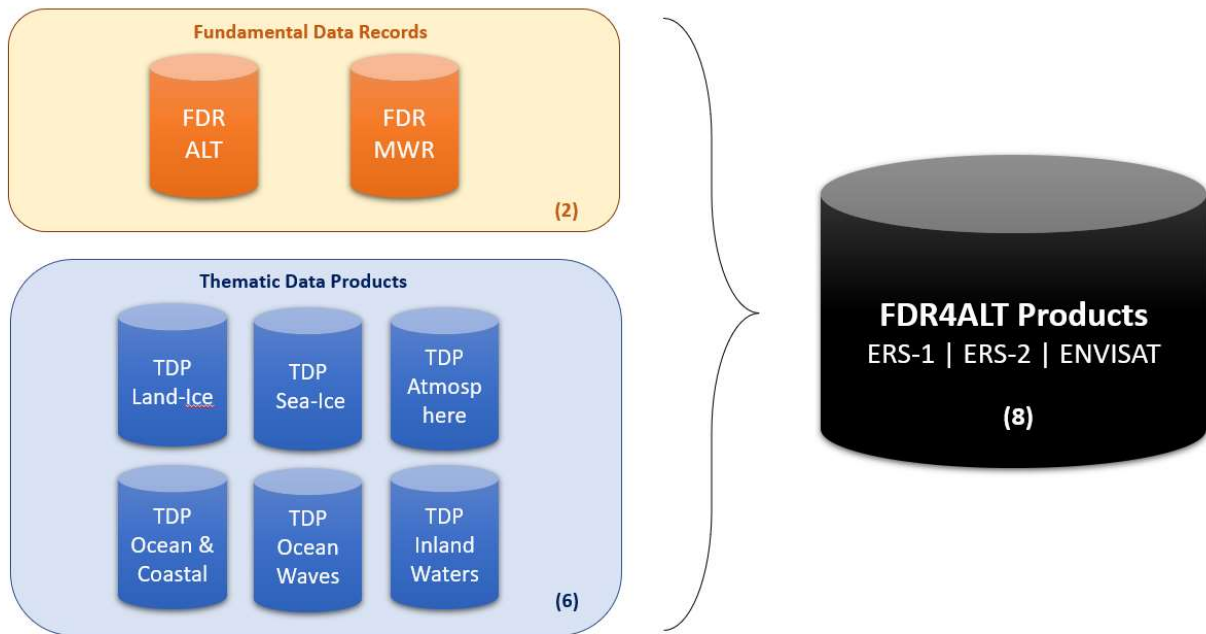 Fundamental Data Records
FDR
ALT
FDR
MWR
(2)
Thematic Data Products
TDP
Land-Ice
TDP
Sea-Ice
TDP
Atmosp
here
TDP
Ocean &
Coastal
TDP
Ocean
Waves
TDP
Inland
Waters
(6)
FDR4ALT Products
ERS-1 | ERS-2 | ENVISAT
(8)